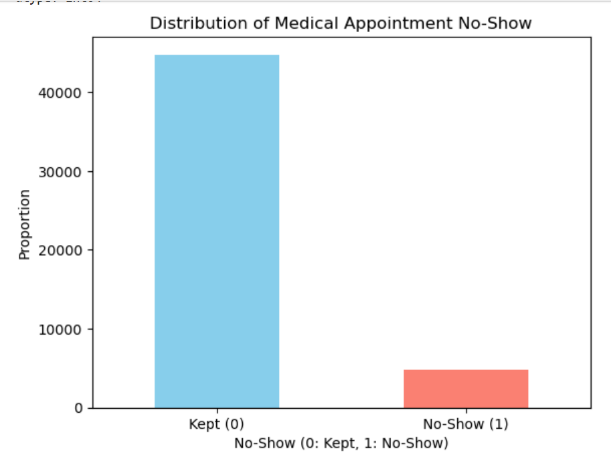 Distribution of Medical Appointment No-Show
Proportion
40000
30000
20000
10000
0
Kept (0)
No-Show (1)
No-Show (0: Kept, 1: No-Show)